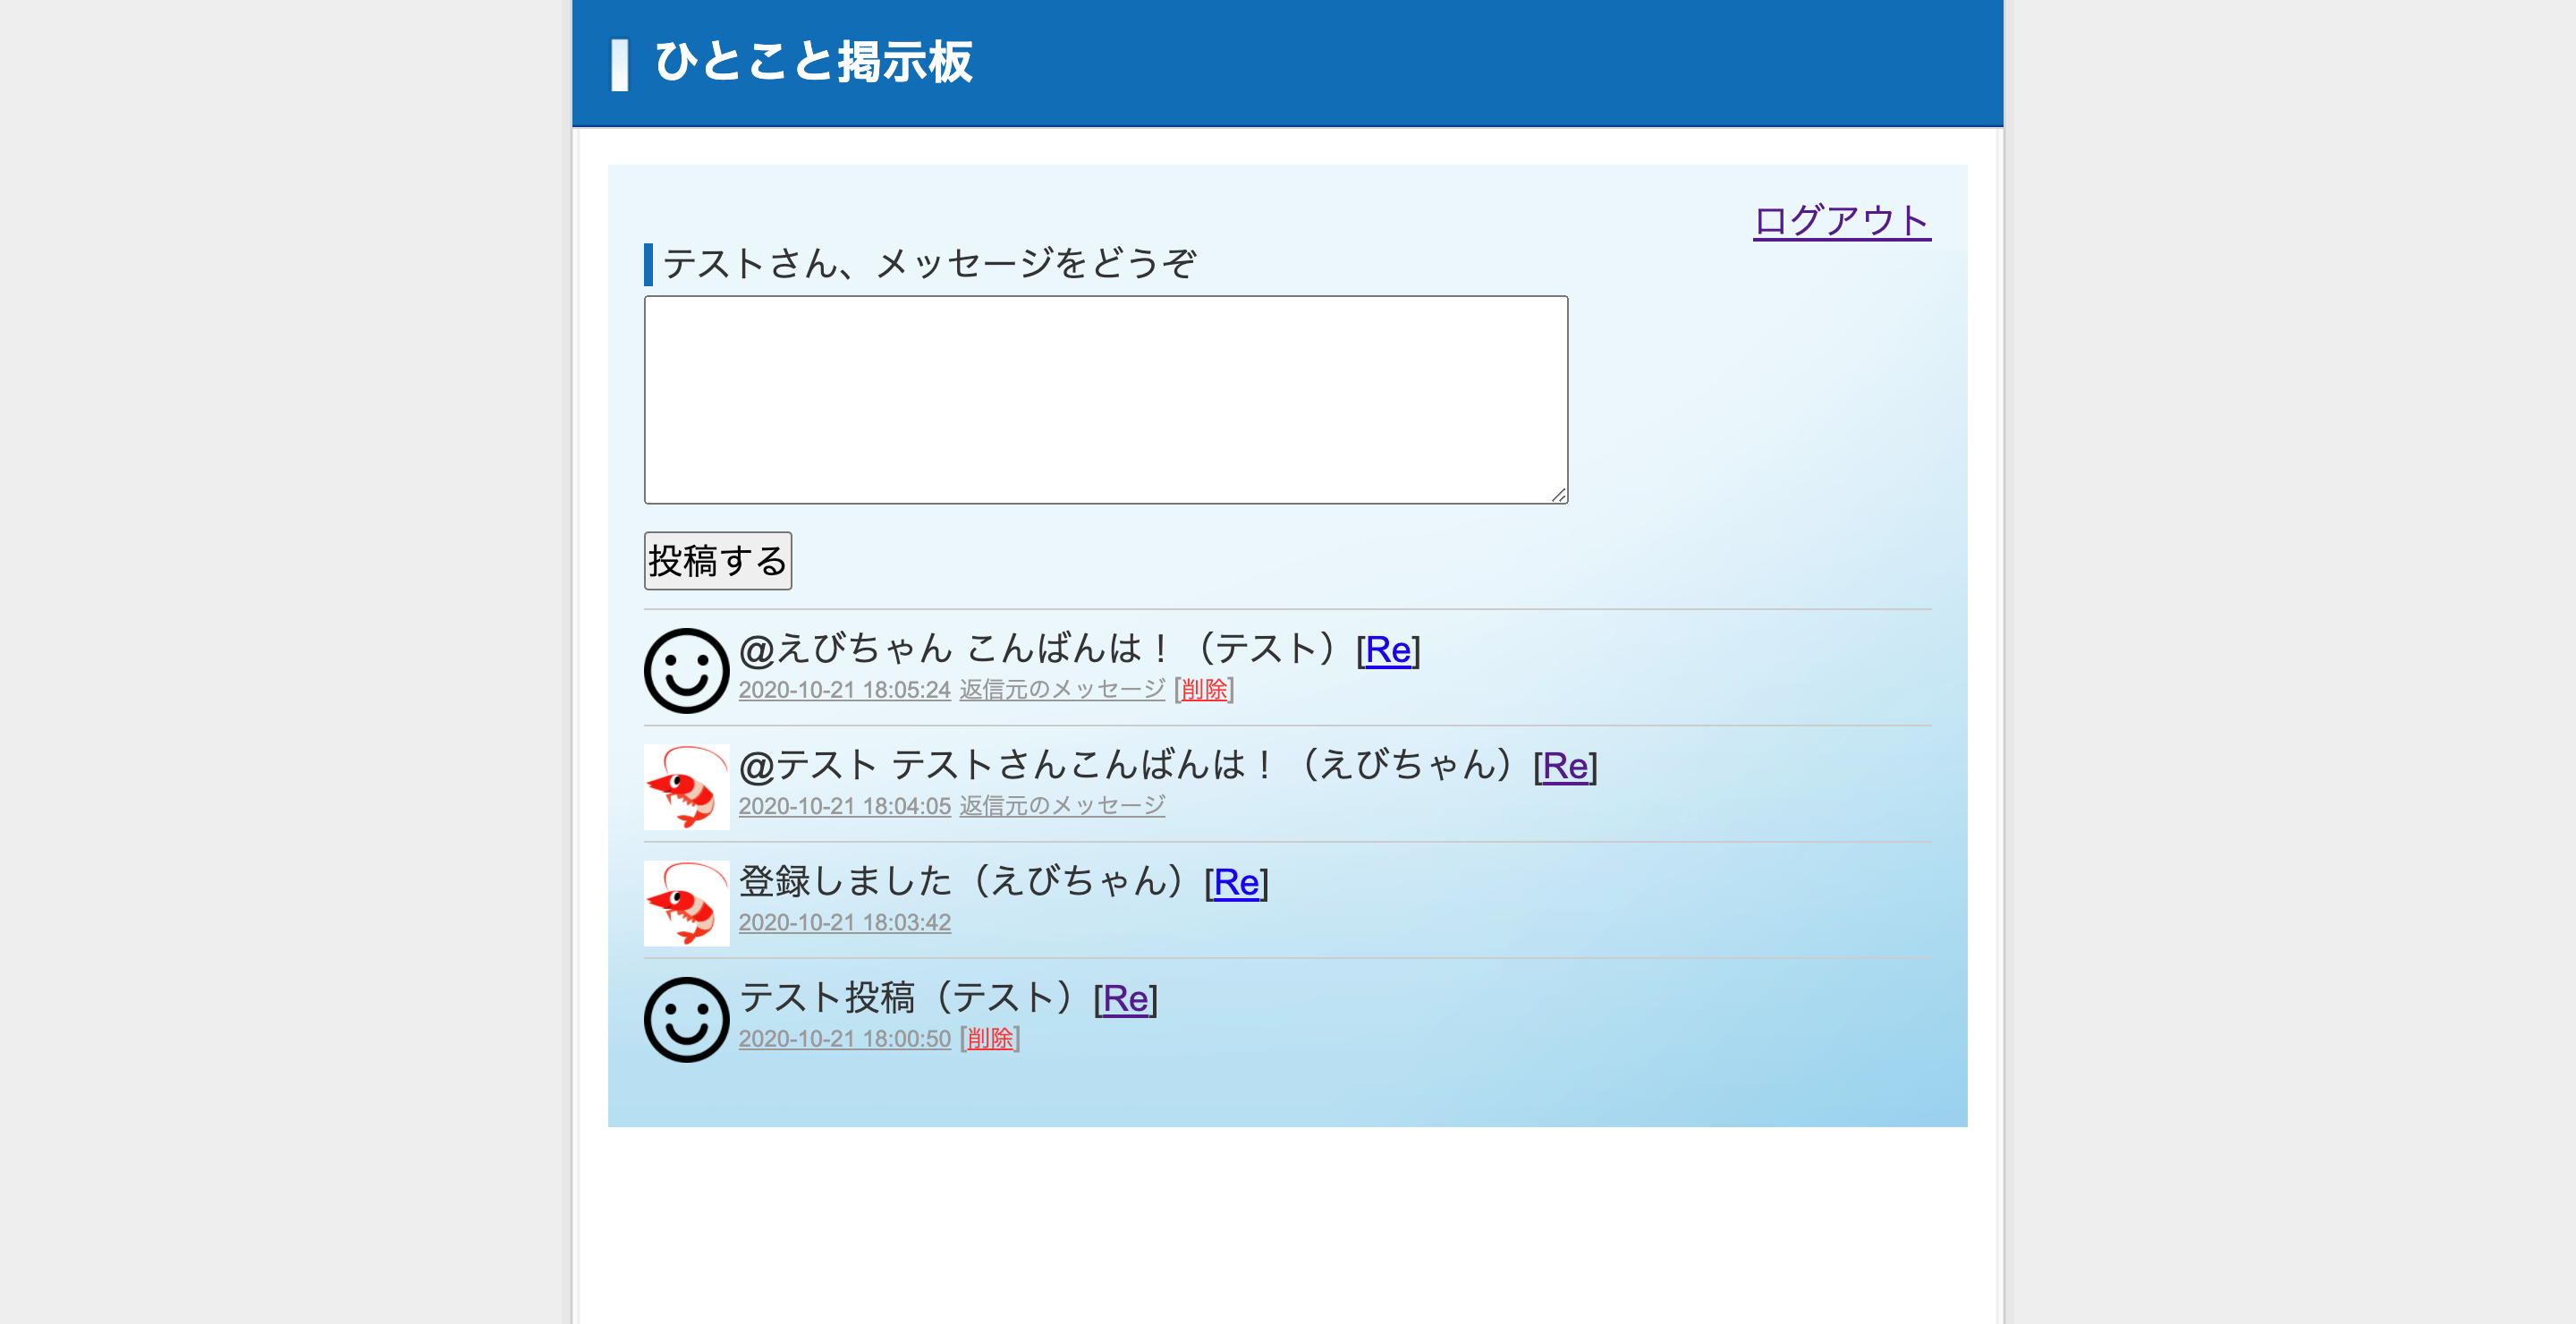 ひとこと掲示板
ログアウト
テストさん、メッセージをどうぞ
投稿する
@えびちゃん こんばんは！（テスト）[Re]
2020-10-21 18:05:24 返信元のメッセージ [削除]
@テスト テストさんこんばんは！（えびちゃん）[Re]
2020-10-21 18:04:05 返信元のメッセージ
登録しました（えびちゃん）[Re]
2020-10-21 18:03:42
テスト投稿（テスト）[Re]
2020-10-21 18:00:50 [削除]